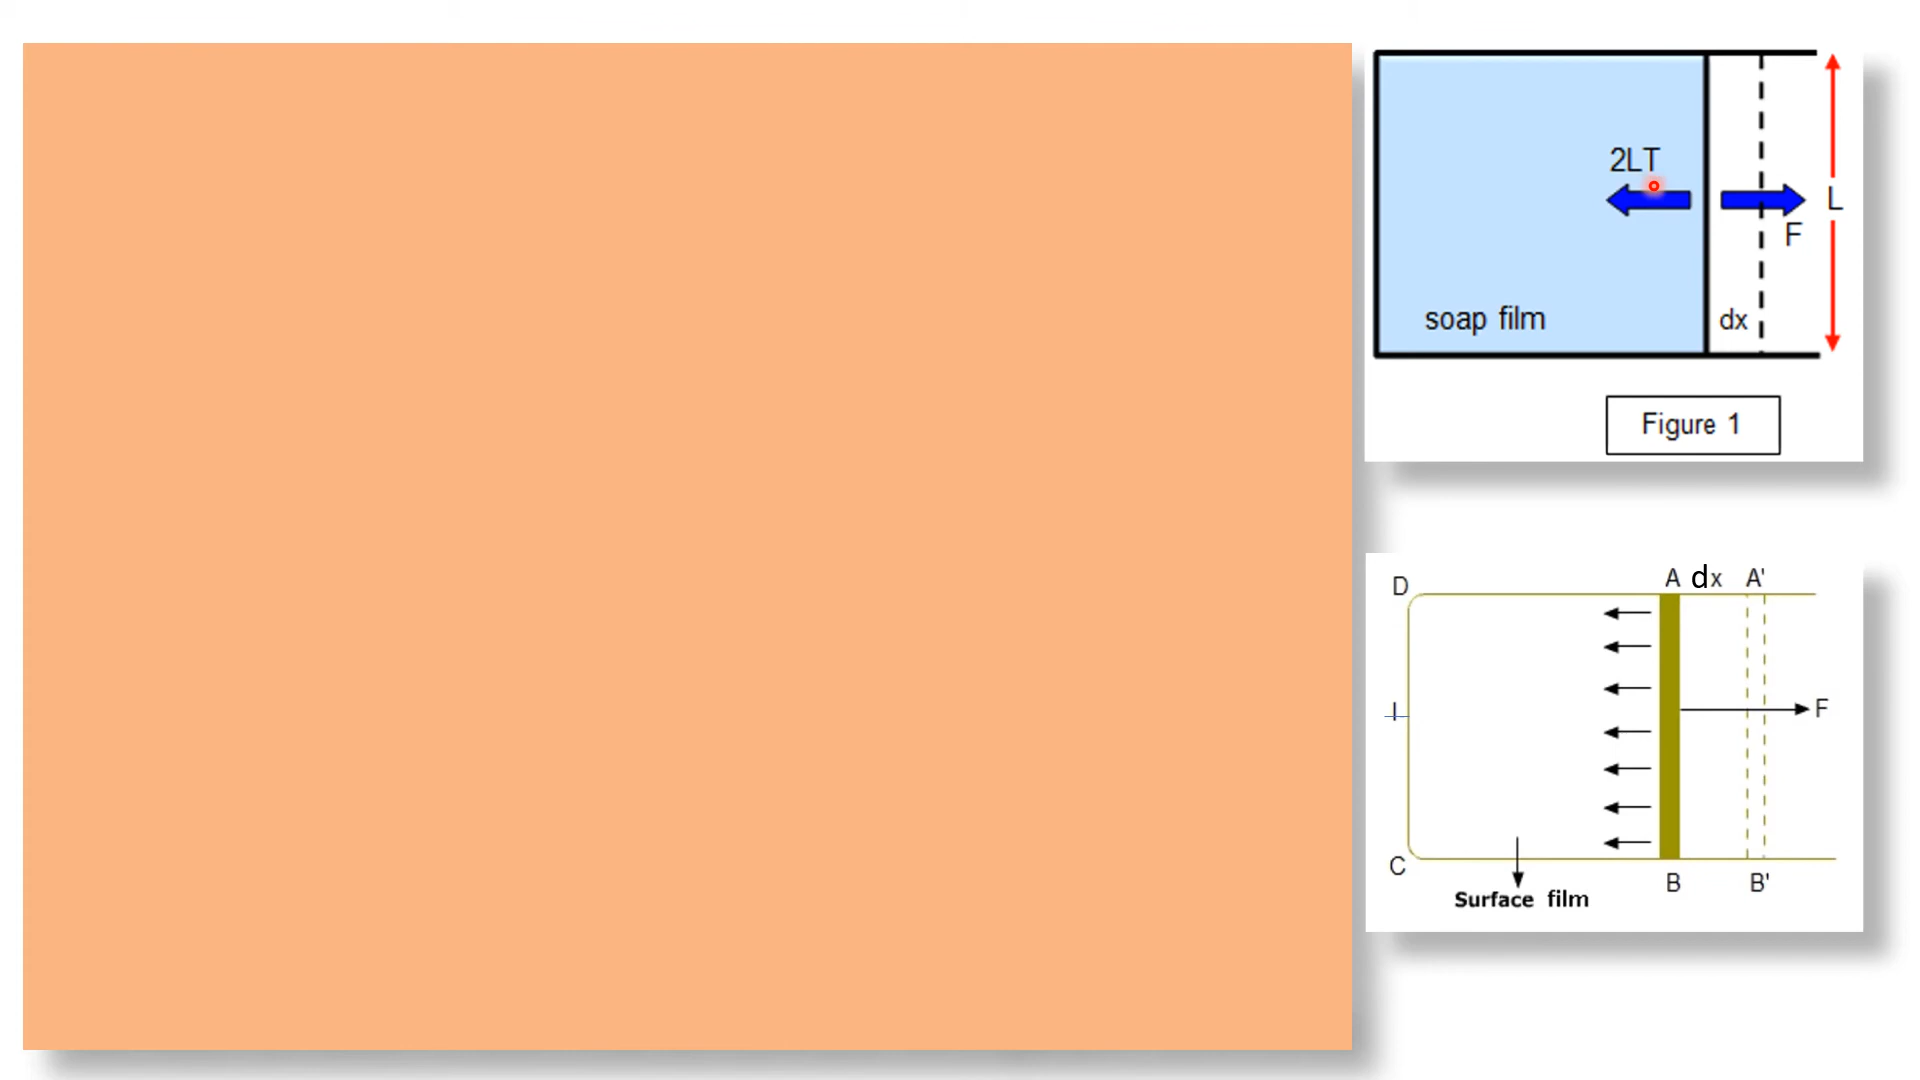 2LT
L
F
soap film
dx
Figure 1
D
A dx A'
l
F
C
B
B'
Surface film